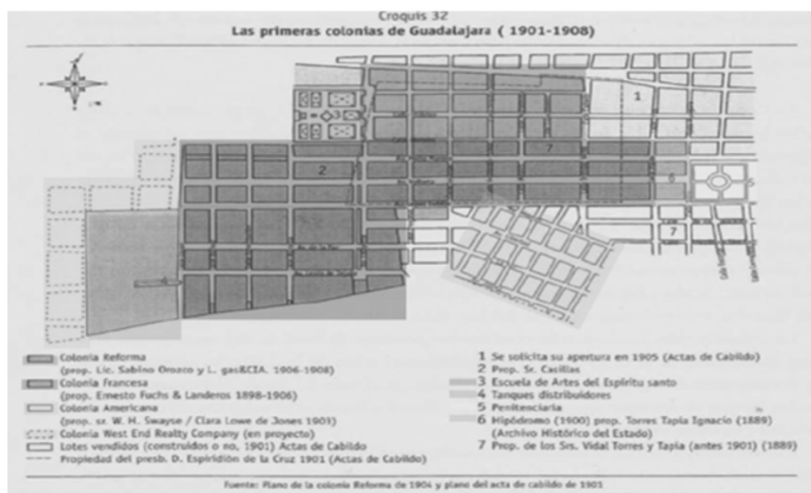 Croquis 32
Las primeras colonias de Guadalajara ( 1901-1908)
1
3
2
7
6
5
7
4
Colonia Reforma
(prop. Lic. Sabino Orozco y L. gas&CIA. 1906-1908)
Colonia Francesa
(prop. Ernesto Fuchs & Landeros 1898-1906)
Colonia Americana
(prop. sr. W. H. Swayse / Clara Lowe de Jones 1903)
Colonia West End Realty Company (en proyecto)
Lotes vendidos (construidos o no, 1901) Actas de Cabildo
Propiedad del presb. D. Espiridión de la Cruz 1901 (Actas de Cabildo)
1 Se solicita su apertura en 1905 (Actas de Cabildo)
2 Prop. Sr. Casillas
3 Escuela de Artes del Espíritu santo
4 Tanques distribuidores
5 Penitenciaria
6 Hipódromo (1900) prop. Torres Tapia Ignacio (1889)
(Archivo Histórico del Estado)
7 Prop. de los Srs. Vidal Torres y Tapia (antes 1901) (1889)
Fuente: Plano de la colonia Reforma de 1904 y plano del acta de cabildo de 1901